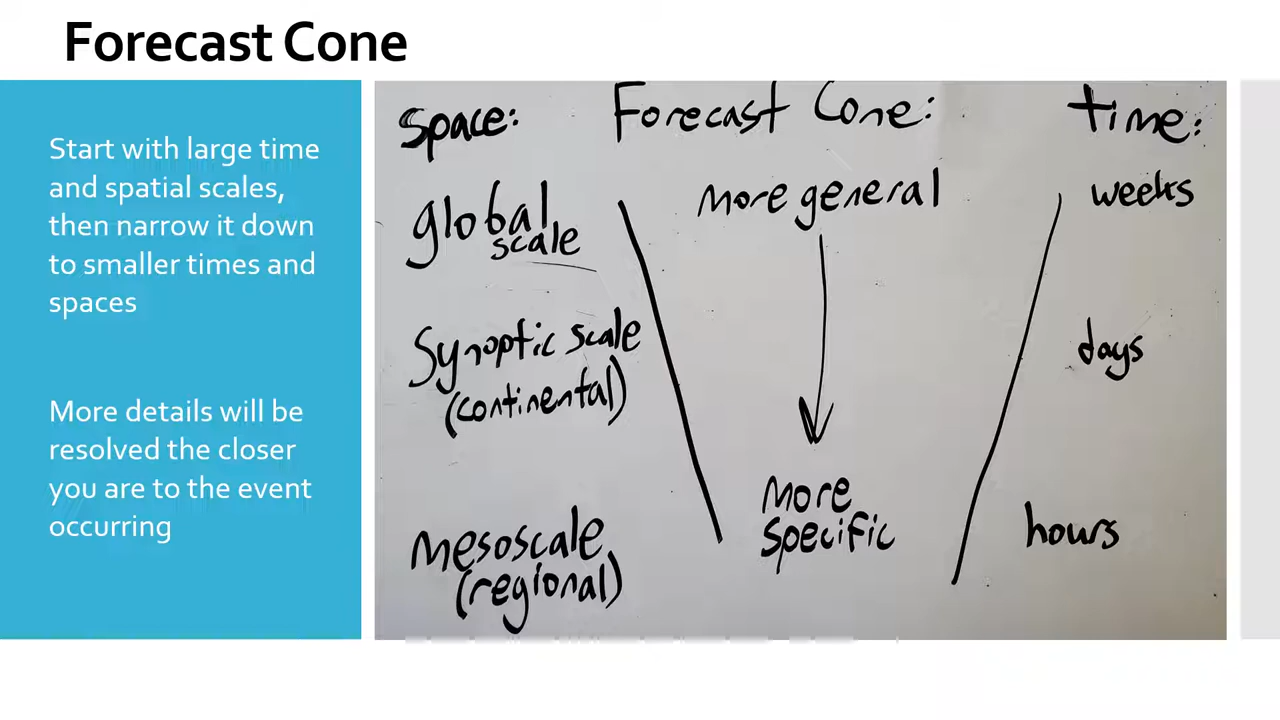 Forecast Cone
Start with large time
and spatial scales,
then narrow it down
to smaller times and
spaces
More details will be
resolved the closer
you are to the event
occurring
Space:
Forecast Cone:
Time:
global
scale
More general
weeks
Synoptic scale
(continental)
days
More
specific
mesoscale
(regional)
hours